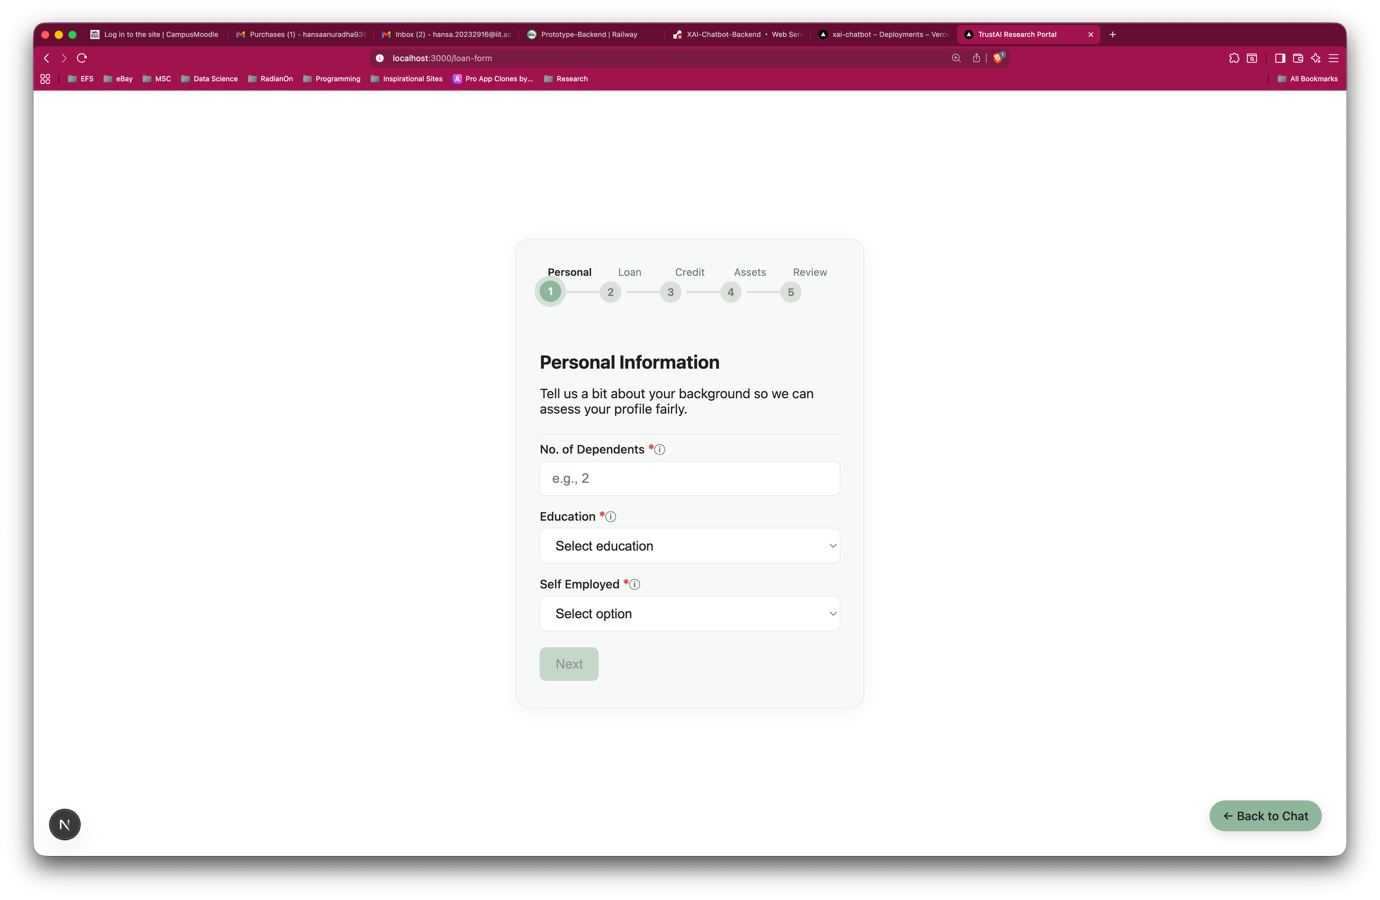 Log in to the site | CampusMoodle
Purchases (1) - hansaanuradha93
Inbox (2) - hansa.20232916@iit.ac
Prototype-Backend | Railway
XAI-Chatbot-Backend • Web Serv
xai-chatbot – Deployments – Verc
TrustAI Research Portal
localhost:3000/loan-form
EFS
eBay
MSC
Data Science
RadianOn
Programming
Inspirational Sites
A Pro App Clones by...
Research
All Bookmarks
Personal
Loan
Credit
Assets
Review
1
2
3
4
5
Personal Information
Tell us a bit about your background so we can
assess your profile fairly.
No. of Dependents *
e.g., 2
Education *
Select education
Self Employed *
Select option
Next
N
← Back to Chat